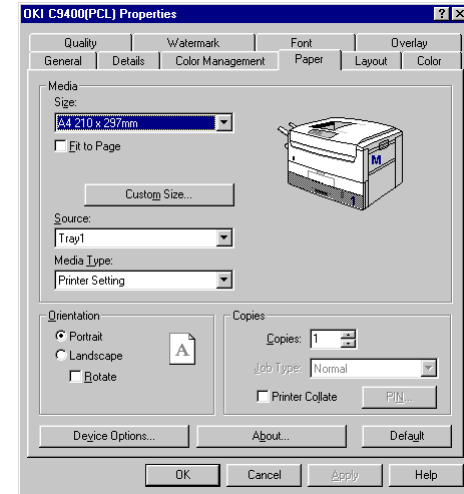 OKI C9400(PCL) Properties
Quality Watermark Font Overlay
General Details Color Management Paper Layout Color
Media
Size:
A4 210 x 297mm
Fit to Page
Custom Size...
Source:
Tray1
Media Type:
Printer Setting
M
1
Orientation
Portrait
Landscape
Rotate
A
Copies
Copies: 1
Job Type: Normal
Printer Collate PIN...
Device Options... About... Default
OK Cancel Apply Help